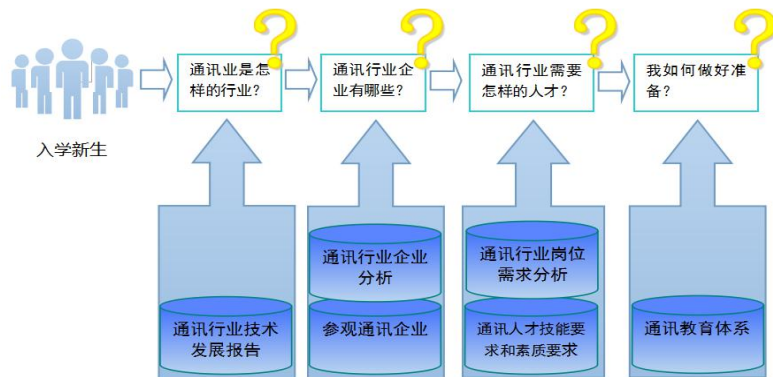 通讯业是怎
样的行业？
通讯行业企
业有哪些？
通讯行业需要
怎样的人才？
我如何做好准
备？
入学新生
通讯行业技术
发展报告
通讯行业企业
分析
参观通讯企业
通讯行业岗位
需求分析
通讯人才技能要
求和素质要求
通讯教育体系